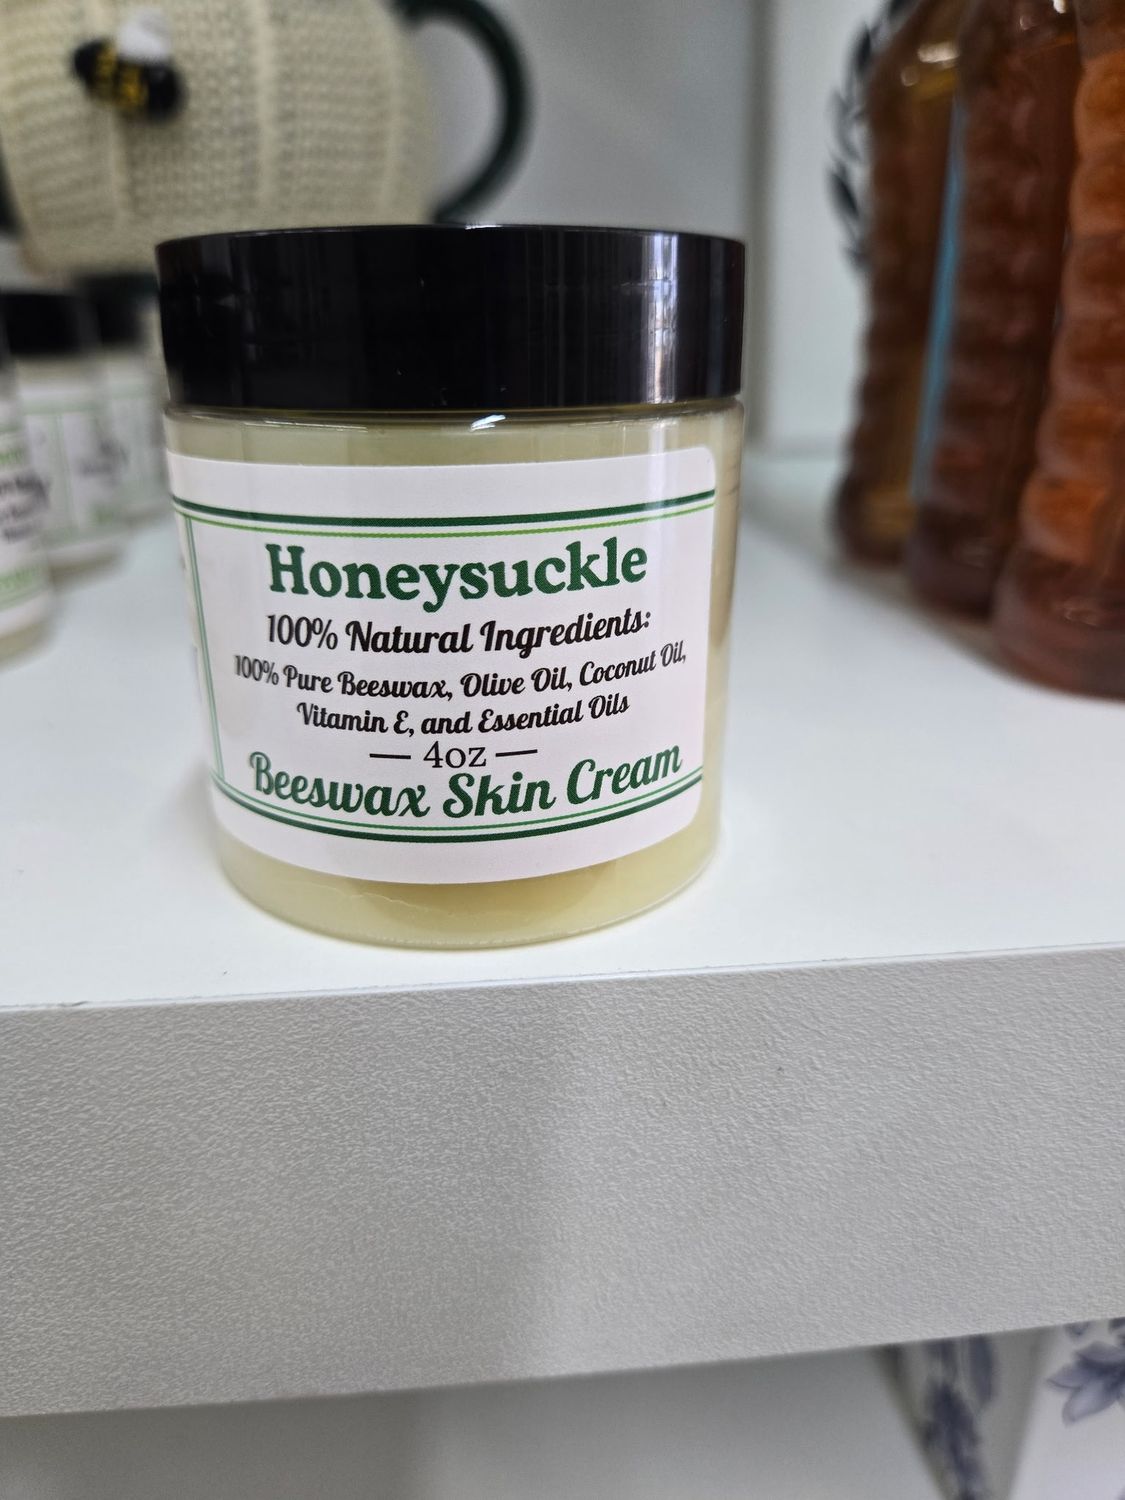 Honeysuckle
100% Natural Ingredients:
100% Pure Beeswax, Olive Oil, Coconut Oil,
Vitamin E, and Essential Oils
— 4oz —
Beeswax Skin Cream